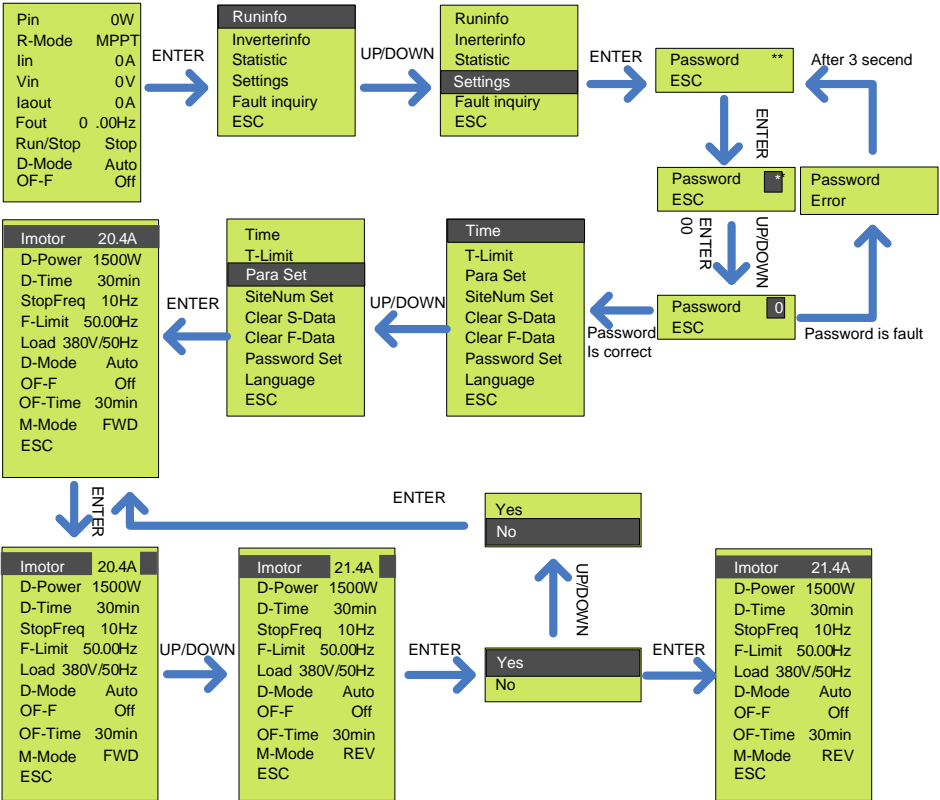 Pin 0W
R-Mode MPPT
Iin 0A
Vin 0V
Iaout 0A
Fout 0 .00Hz
Run/Stop Stop
D-Mode Auto
OF-F Off
ENTER
Runinfo
Inverterinfo
Statistic
Settings
Fault inquiry
ESC
UP/DOWN
Runinfo
Inerterinfo
Statistic
Settings
Fault inquiry
ESC
ENTER
Password **
ESC
After 3 secend
ENTER
Password **
ESC
Password
Error
UP/DOWN
ENTER
00
Password 0
ESC
Password is fault
Password
Is correct
Time
T-Limit
Para Set
SiteNum Set
Clear S-Data
Clear F-Data
Password Set
Language
ESC
UP/DOWN
Time
T-Limit
Para Set
SiteNum Set
Clear S-Data
Clear F-Data
Password Set
Language
ESC
ENTER
Imotor 20.4A
D-Power 1500W
D-Time 30min
StopFreq 10Hz
F-Limit 50.00Hz
Load 380V/50Hz
D-Mode Auto
OF-F Off
OF-Time 30min
M-Mode FWD
ESC
ENTER
ENTER
Yes
No
Imotor 20.4A
D-Power 1500W
D-Time 30min
StopFreq 10Hz
F-Limit 50.00Hz
Load 380V/50Hz
D-Mode Auto
OF-F Off
OF-Time 30min
M-Mode FWD
ESC
UP/DOWN
Imotor 21.4A
D-Power 1500W
D-Time 30min
StopFreq 10Hz
F-Limit 50.00Hz
Load 380V/50Hz
D-Mode Auto
OF-F Off
OF-Time 30min
M-Mode REV
ESC
ENTER
UP/DOWN
Yes
No
ENTER
Imotor 21.4A
D-Power 1500W
D-Time 30min
StopFreq 10Hz
F-Limit 50.00Hz
Load 380V/50Hz
D-Mode Auto
OF-F Off
OF-Time 30min
M-Mode REV
ESC